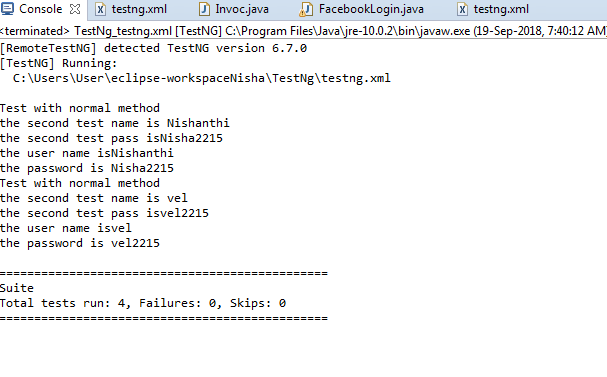 Console testng.xml Invoc.java FacebookLogin.java testng.xml
<terminated> TestNg_testng.xml [TestNG] C:\Program Files\Java\jre-10.0.2\bin\javaw.exe (19-Sep-2018, 7:40:12 AM)
[RemoteTestNG] detected TestNG version 6.7.0
[TestNG] Running:
  C:\Users\User\eclipse-workspaceNisha\TestNg\testng.xml
Test with normal method
the second test name is Nishanthi
the second test pass isNisha2215
the user name isNishanthi
the password is Nisha2215
Test with normal method
the second test name is vel
the second test pass isvel2215
the user name isvel
the password is vel2215
===============================================
Suite
Total tests run: 4, Failures: 0, Skips: 0
===============================================